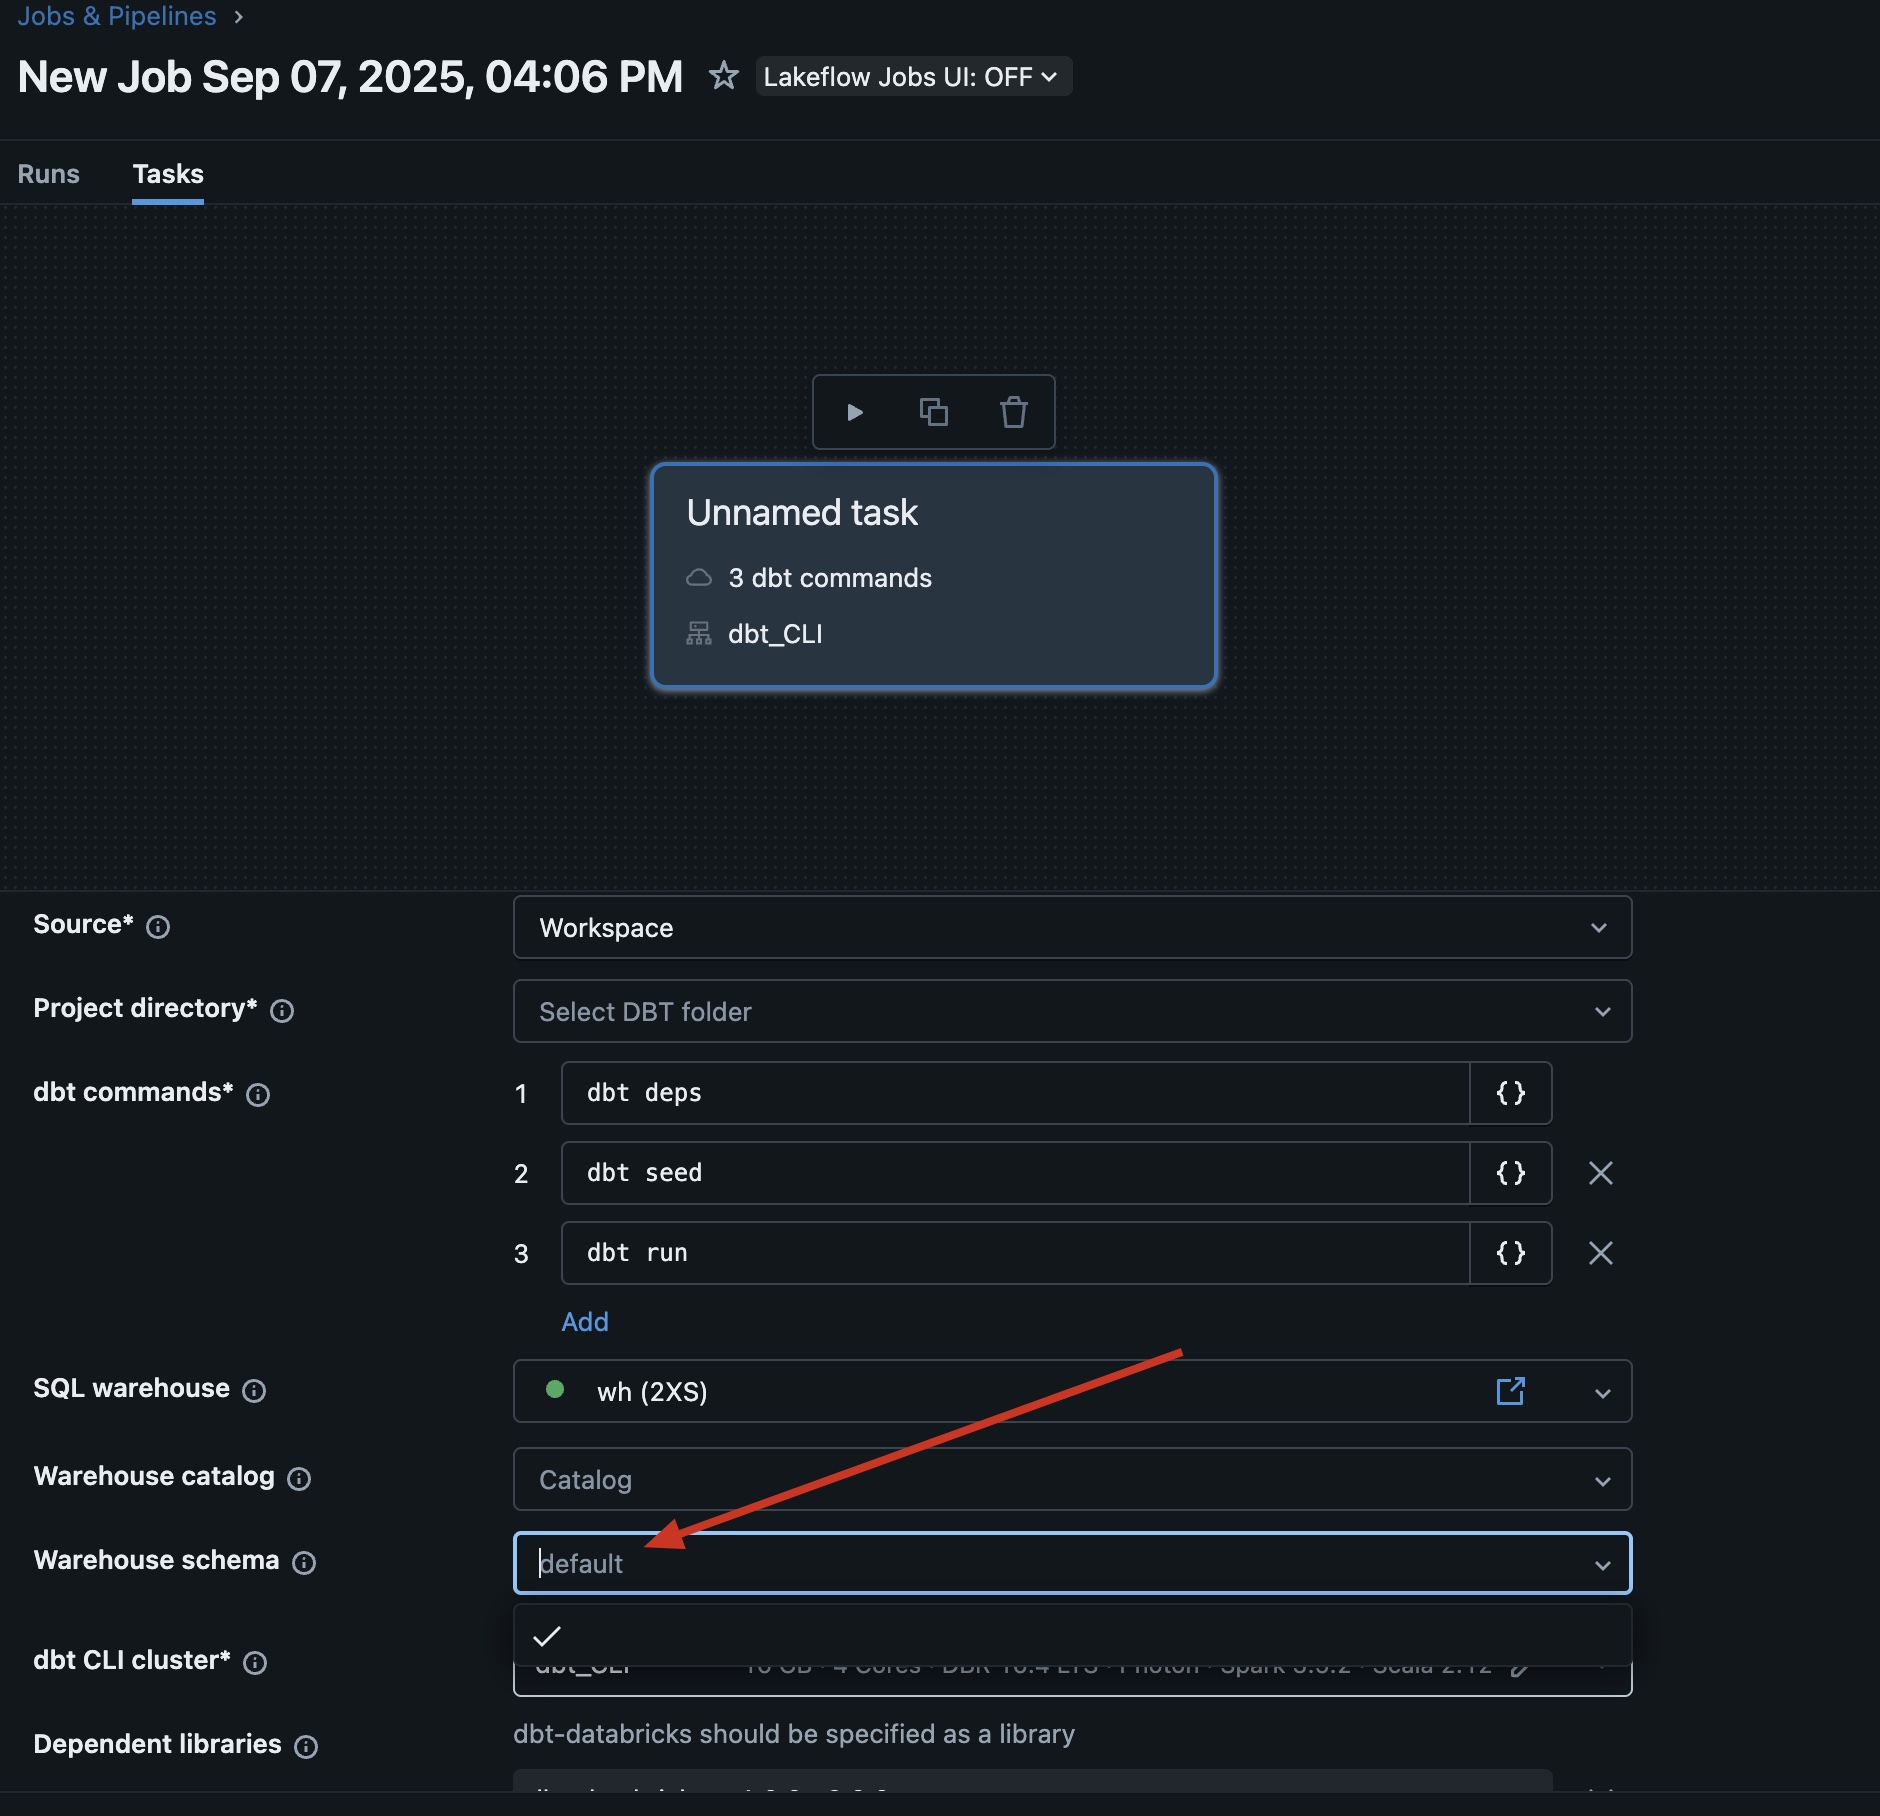 Jobs & Pipelines
New Job Sep 07, 2025, 04:06 PM
Lakeflow Jobs UI: OFF
Runs
Tasks
Unnamed task
3 dbt commands
dbt_CLI
Source*
Workspace
Project directory*
Select DBT folder
dbt commands*
1
dbt deps
{}
2
dbt seed
{}
3
dbt run
{}
Add
SQL warehouse
wh (2XS)
Warehouse catalog
Catalog
Warehouse schema
default
dbt CLI cluster*
dbt_CLI
Dependent libraries
dbt-databricks should be specified as a library